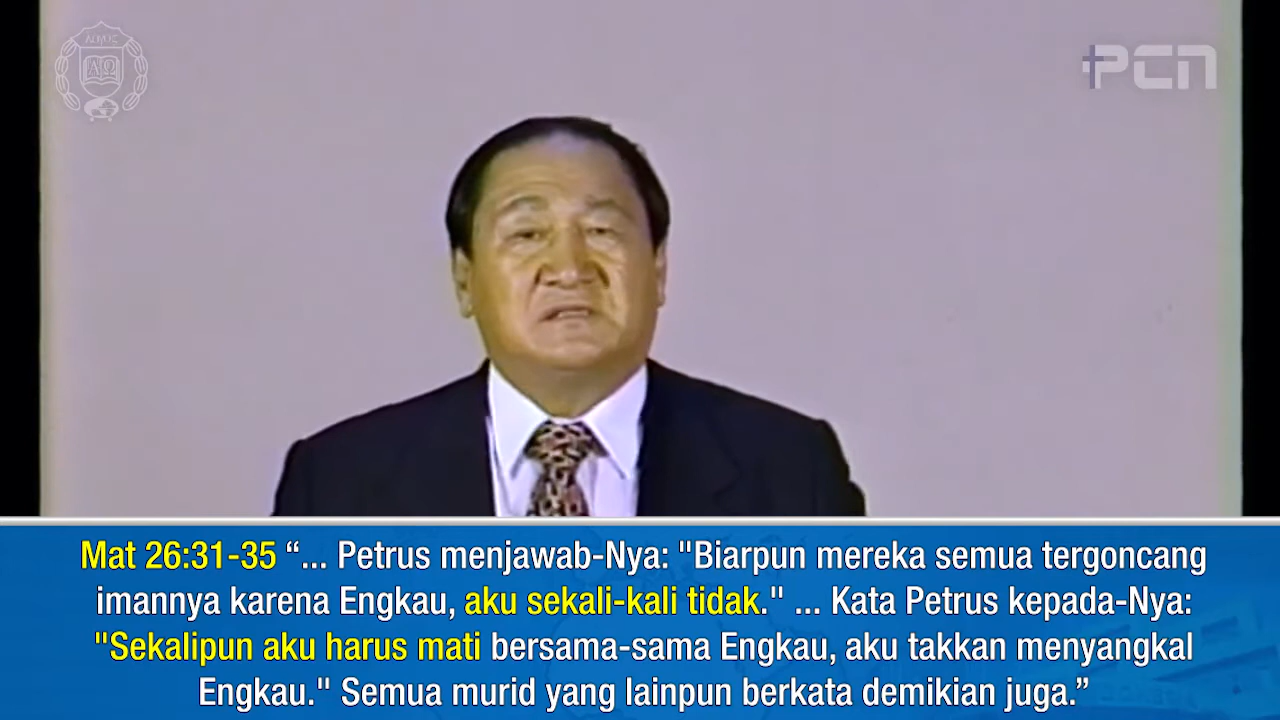 ΛΌΓΟΣ
ΑΩ
PCN
Mat 26:31-35 “... Petrus menjawab-Nya: "Biarpun mereka semua tergoncang
imannya karena Engkau, aku sekali-kali tidak." ... Kata Petrus kepada-Nya:
"Sekalipun aku harus mati bersama-sama Engkau, aku takkan menyangkal
Engkau." Semua murid yang lainpun berkata demikian juga.”